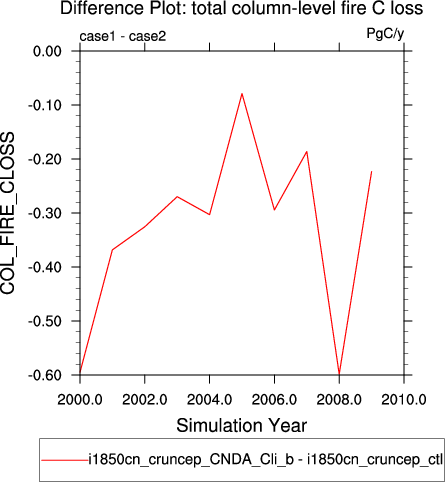 Difference Plot: total column-level fire C loss
case1 - case2
PgC/y
0.00
-0.10
-0.20
-0.30
-0.40
-0.50
-0.60
COL_FIRE_CLOSS
2000.0 2002.0 2004.0 2006.0 2008.0 2010.0
Simulation Year
i1850cn_cruncep_CNDA_Cli_b - i1850cn_cruncep_ctl